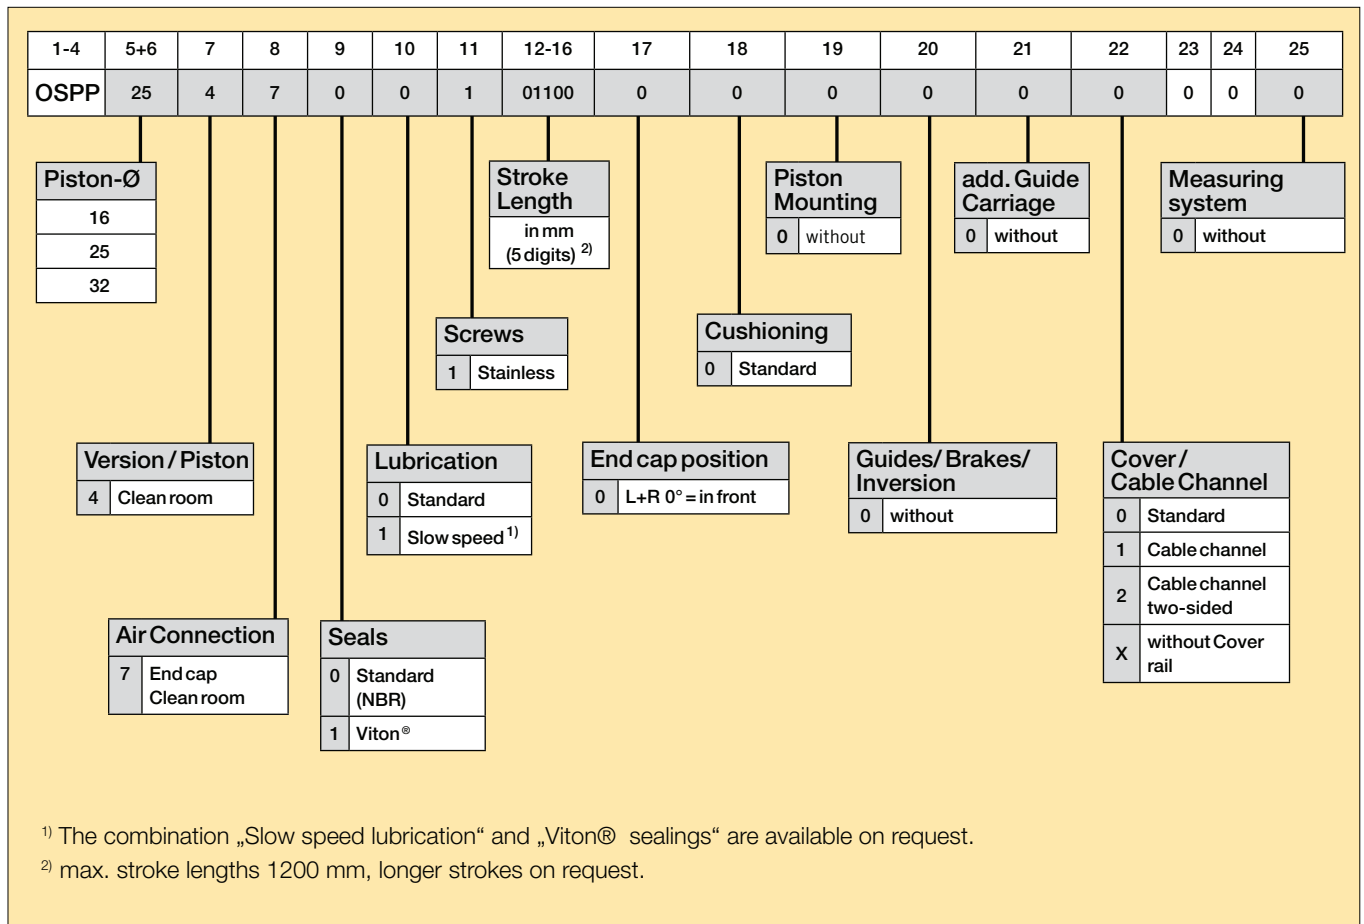 1-4 5+6 7 8 9 10 11 12-16 17 18 19 20 21 22 23 24 25
OSPP 25 4 7 0 0 1 01100 0 0 0 0 0 0 0 0 0
Piston-Ø
16
25
32
Stroke
Length
in mm
(5 digits) 2)
Piston
Mounting
0 without
add. Guide
Carriage
0 without
Measuring
system
0 without
Screws
1 Stainless
Cushioning
0 Standard
Version / Piston
4 Clean room
Lubrication
0 Standard
1 Slow speed 1)
End cap position
0 L+R 0° = in front
Guides/ Brakes/
Inversion
0 without
Cover /
Cable Channel
0 Standard
1 Cable channel
2 Cable channel
two-sided
X without Cover
rail
Air Connection
7 End cap
Clean room
Seals
0 Standard
(NBR)
1 Viton®
1) The combination „Slow speed lubrication“ and „Viton® sealings“ are available on request.
2) max. stroke lengths 1200 mm, longer strokes on request.